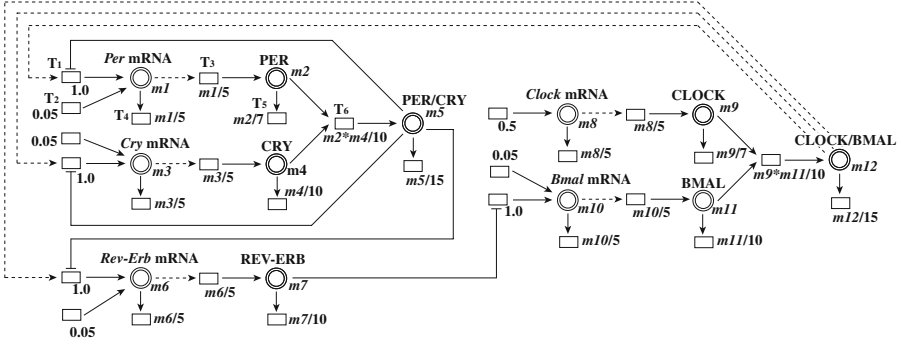 T1 Per mRNA T3 PER
m1 m2
1.0 m1/5
T2 T4 m1/5 T5 T6 PER/CRY
0.05 m2/7 m2*m4/10 m5
0.05 Cry mRNA CRY
m3 m4
1.0 m3/5 m4/10 m5/15
m3/5
Rev-Erb mRNA REV-ERB
m6 m7
1.0 m6/5
0.05 m6/5 m7/10
Clock mRNA CLOCK m9
0.5 m8 m8/5
m8/5 m9/7 CLOCK/BMAL
0.05 m9*m11/10 m12
Bmal mRNA BMAL
1.0 m10 m10/5 m11
m12/15
m10/5 m11/10